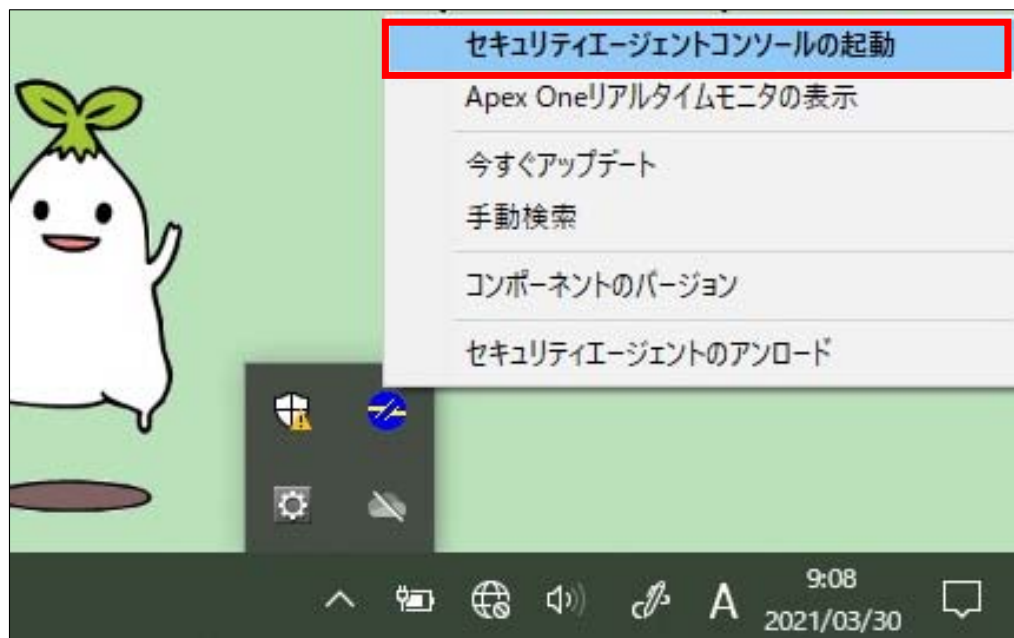 セキュリティエージェントコンソールの起動
Apex Oneリアルタイムモニタの表示
今すぐアップデート
手動検索
コンポーネントのバージョン
セキュリティエージェントのアンロード
A
9:08
2021/03/30